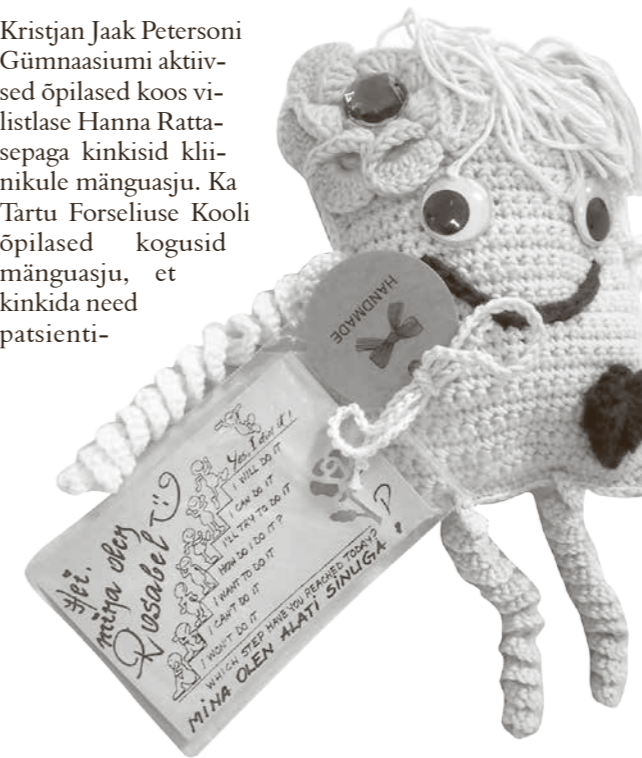 Kristjan Jaak Petersoni
Gümnaasiumi aktiiv-
sed õpilased koos vi-
listlase Hanna Ratta-
sepaga kinkisid klii-
nikule mänguasju. Ka
Tartu Forseliuse Kooli
õpilased kogusid
mänguasju, et
kinkida need
patsienti-
HANDMADE
Hei.
mina olen
Rosabel
Yes, I did it!
I WILL DO IT
I CAN DO IT
I'LL TRY TO DO IT
HOW DO I DO IT?
I WANT TO DO IT
I CAN'T DO IT
I WON'T DO IT
WHICH STEP HAVE YOU REACHED TODAY?
MINA OLEN ALATI SINUGA!